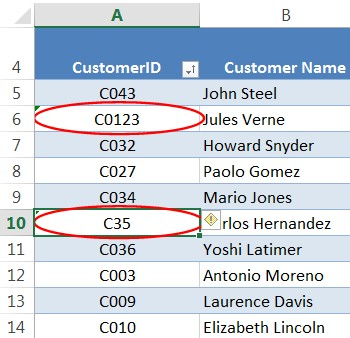 A B
4 CustomerID Customer Name
5 C043 John Steel
6 C0123 Jules Verne
7 C032 Howard Snyder
8 C027 Paolo Gomez
9 C034 Mario Jones
10 C35 rlos Hernandez
11 C036 Yoshi Latimer
12 C003 Antonio Moreno
13 C009 Laurence Davis
14 C010 Elizabeth Lincoln